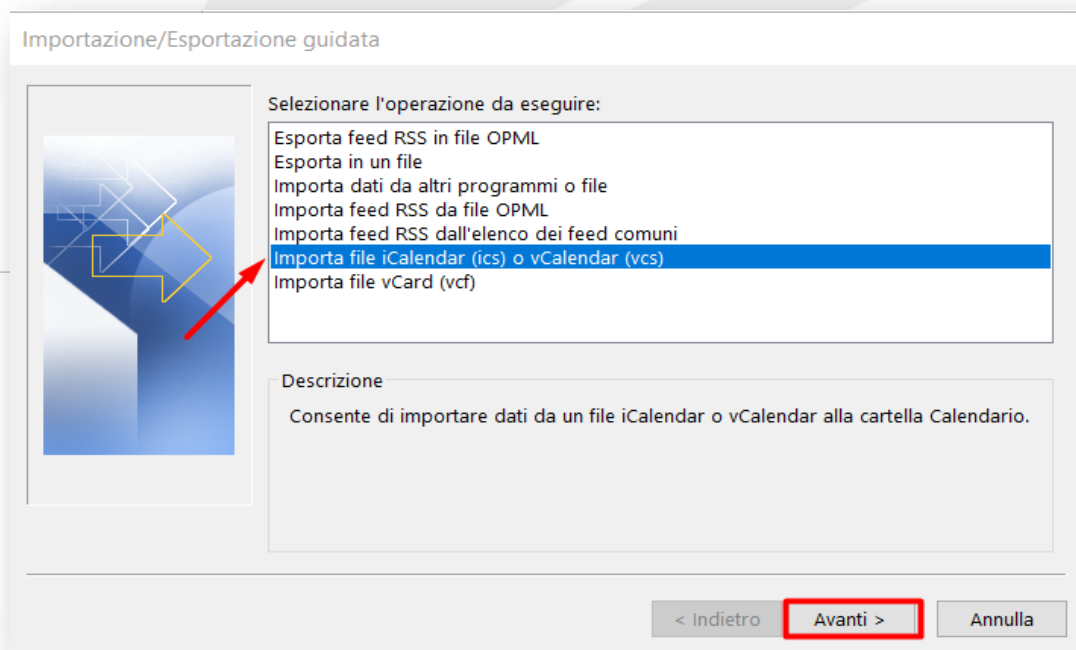 Importazione/Esportazione guidata
Selezionare l'operazione da eseguire:
Esporta feed RSS in file OPML
Esporta in un file
Importa dati da altri programmi o file
Importa feed RSS da file OPML
Importa feed RSS dall'elenco dei feed comuni
Importa file iCalendar (ics) o vCalendar (vcs)
Importa file vCard (vcf)
Descrizione
Consente di importare dati da un file iCalendar o vCalendar alla cartella Calendario.
< Indietro
Avanti >
Annulla